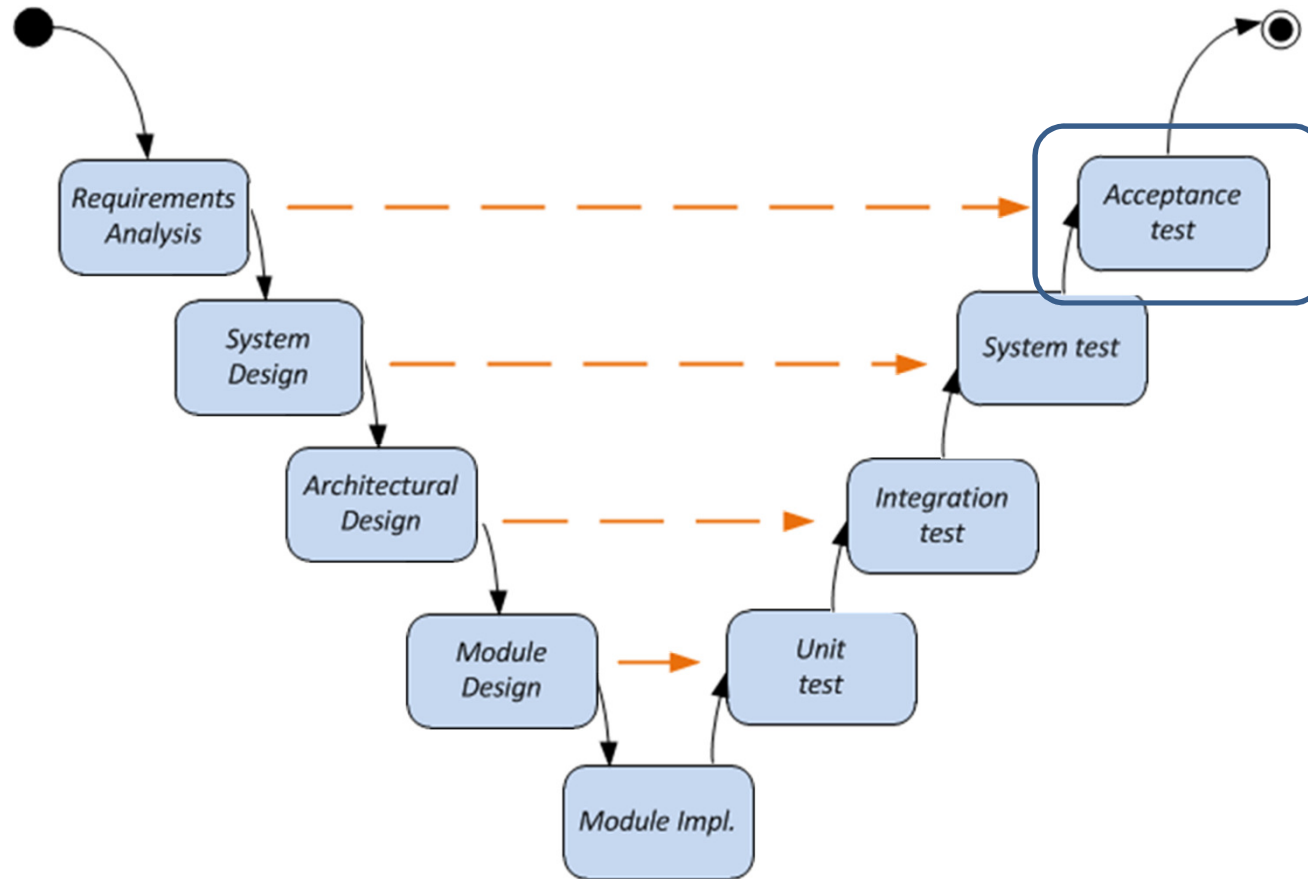 Requirements
Analysis
Acceptance
test
System
Design
System test
Architectural
Design
Integration
test
Module
Design
Unit
test
Module Impl.